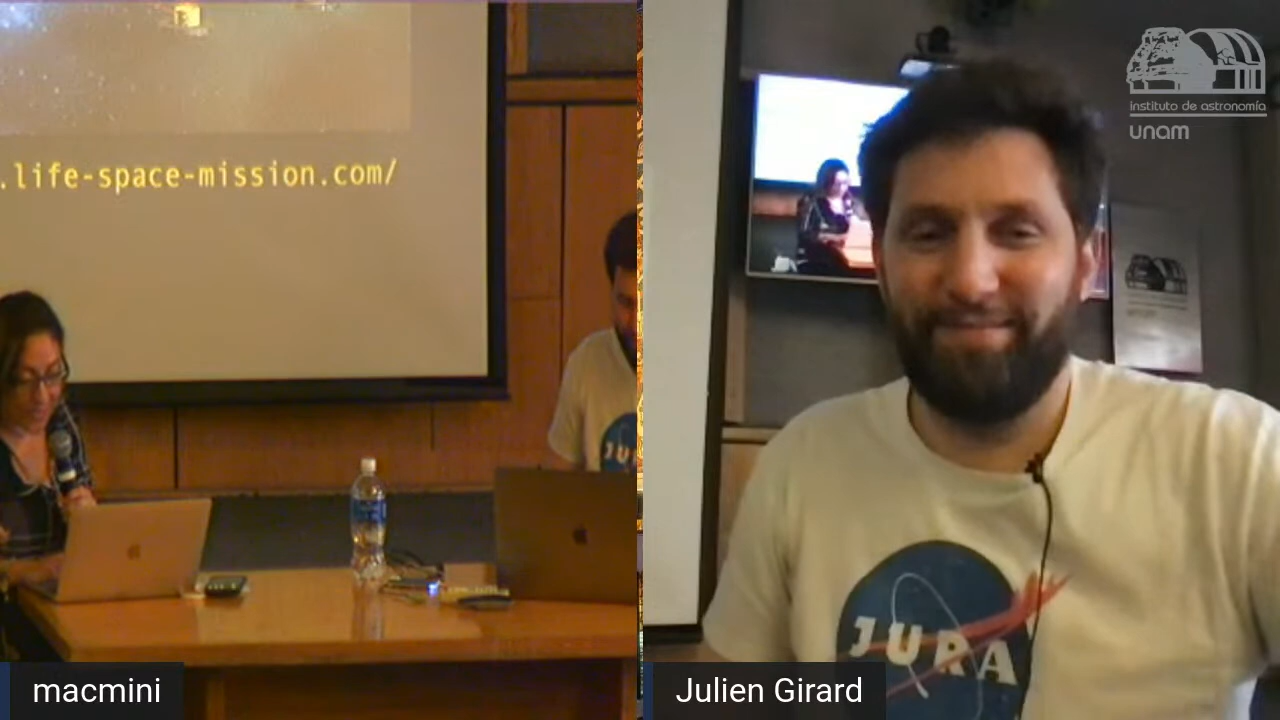 .life-space-mission.com/
instituto de astronomía
unam
JURA
macmini
Julien Girard